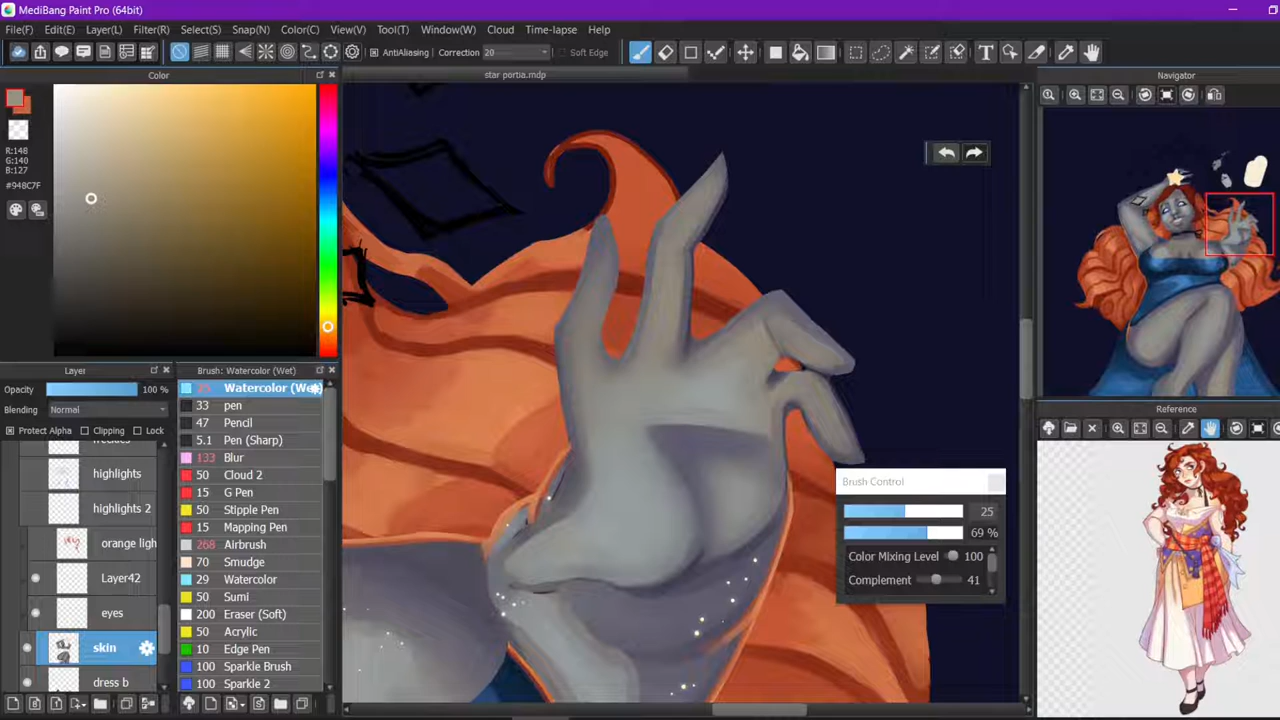 MediBang Paint Pro (64bit)
File(F) Edit(E) Layer(L) Filter(R) Select(S) Snap(N) Color(C) View(V) Tool(T) Window(W) Cloud Time-lapse Help
AntiAliasing Correction 20 Soft Edge
Color
star portia.mdp
Navigator
R:148
G:140
B:127
#948C7F
Layer
Opacity 100 %
Blending Normal
Protect Alpha Clipping Lock
highlights
highlights 2
orange ligh
Layer42
eyes
skin
dress b
Brush: Watercolor (Wet)
Watercolor (Wet)
33 pen
47 Pencil
5.1 Pen (Sharp)
133 Blur
50 Cloud 2
15 G Pen
50 Stipple Pen
15 Mapping Pen
268 Airbrush
70 Smudge
29 Watercolor
50 Sumi
200 Eraser (Soft)
50 Acrylic
10 Edge Pen
100 Sparkle Brush
100 Sparkle 2
Brush Control
25
69 %
Color Mixing Level 100
Complement 41
Reference